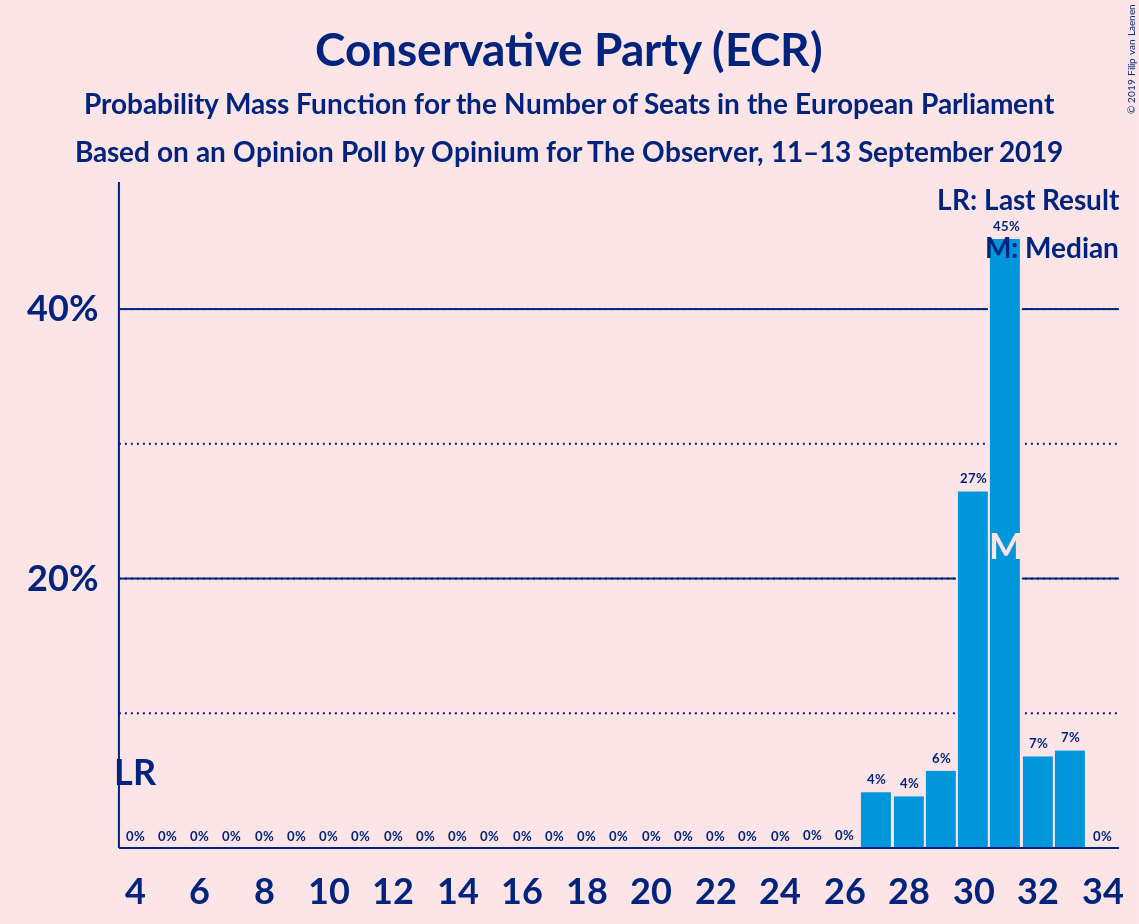 Conservative Party (ECR)
Probability Mass Function for the Number of Seats in the European Parliament
Based on an Opinion Poll by Opinium for The Observer, 11–13 September 2019
© 2019 Filip van Laenen
LR: Last Result
M: Median
45%
40%
27%
M
20%
LR
0% 0% 0% 0% 0% 0% 0% 0% 0% 0% 0% 0% 0% 0% 0% 0% 0% 0% 0% 0% 0% 0% 0% 4% 4% 6% 7% 7% 0%
4 6 8 10 12 14 16 18 20 22 24 26 28 30 32 34